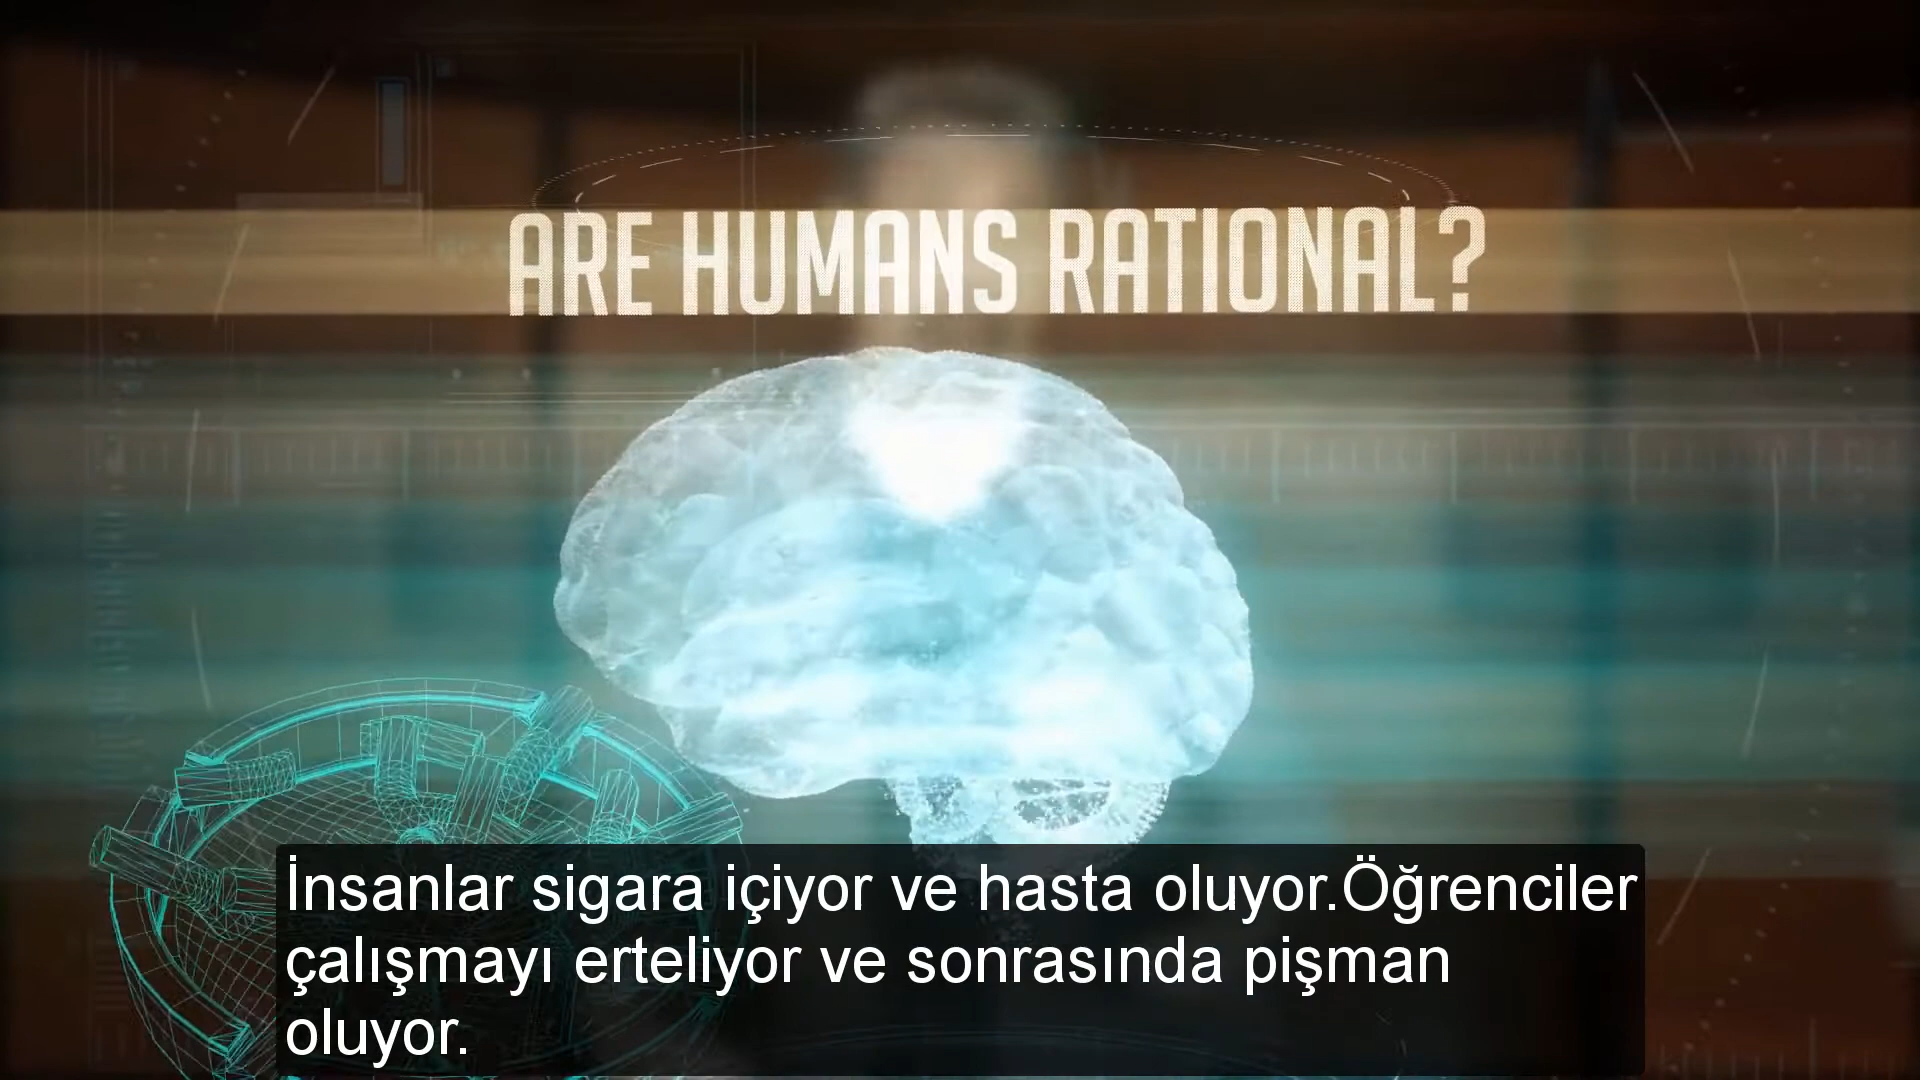 ARE HUMANS RATIONAL?
İnsanlar sigara içiyor ve hasta oluyor.Öğrenciler
çalışmayı erteliyor ve sonrasında pişman
oluyor.